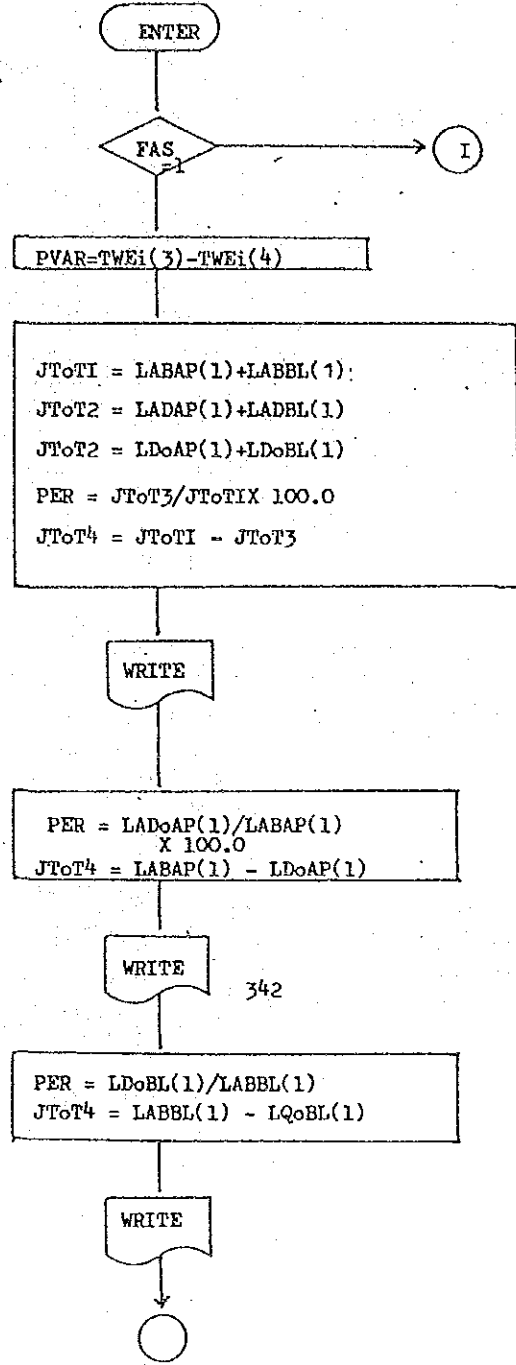 ENTER
FAS
=1
I
PVAR=TWEi(3)-TWEi(4)
JToTI = LABAP(1)+LABBL(1)
JToT2 = LADAP(1)+LADBL(1)
JToT2 = LDoAP(1)+LDoBL(1)
PER = JToT3/JToTIX 100.0
JToT4 = JToTI - JToT3
WRITE
PER = LADoAP(1)/LABAP(1)
X 100.0
JToT4 = LABAP(1) - LDoAP(1)
WRITE
342
PER = LDoBL(1)/LABBL(1)
JToT4 = LABBL(1) - LQoBL(1)
WRITE